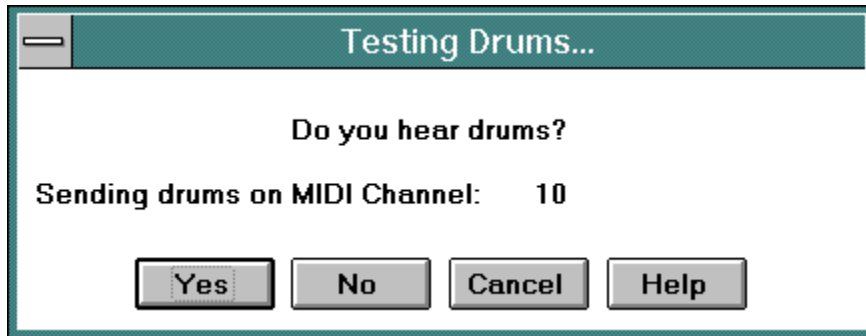 Testing Drums...
Do you hear drums?
Sending drums on MIDI Channel: 10
Yes No Cancel Help